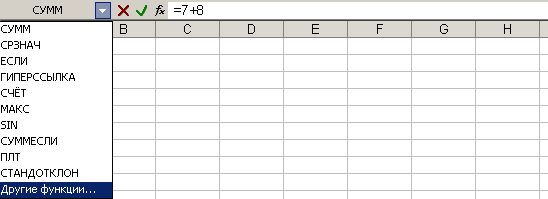 СУММ =7+8
B C D E F G H
СУММ
СРЗНАЧ
ЕСЛИ
ГИПЕРССЫЛКА
СЧЁТ
МАКС
SIN
СУММЕСЛИ
ПЛТ
СТАНДОТКЛОН
Другие функции...